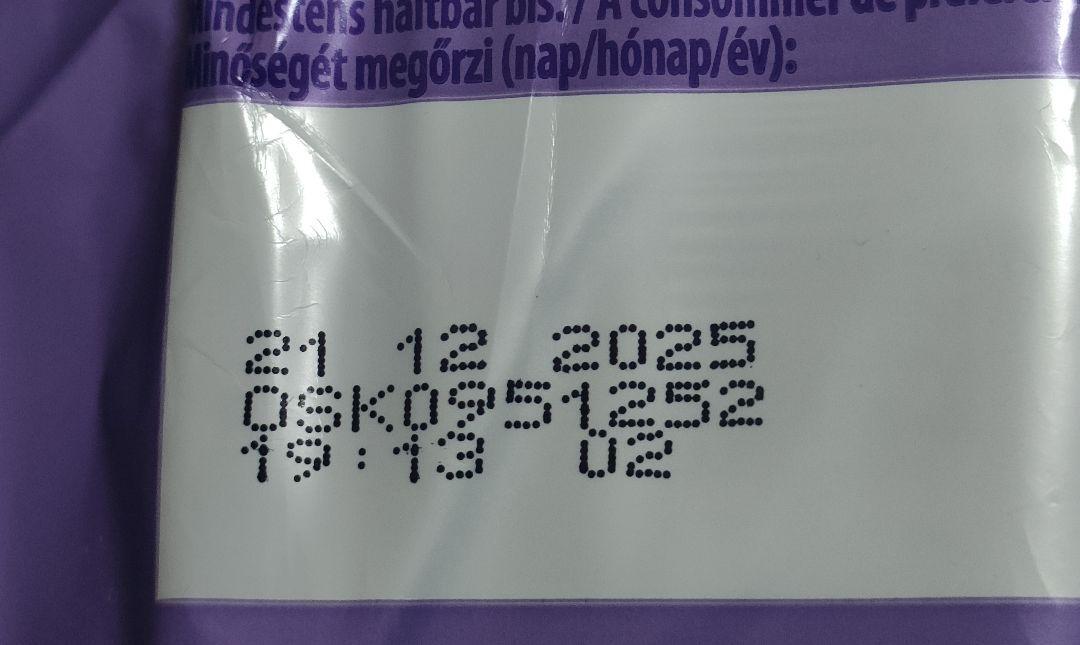 Mindestens haltbar bis: / À consommer de préférence
Minőségét megőrzi (nap/hónap/év):
21 12 2025
OSK0951252
19:13 02